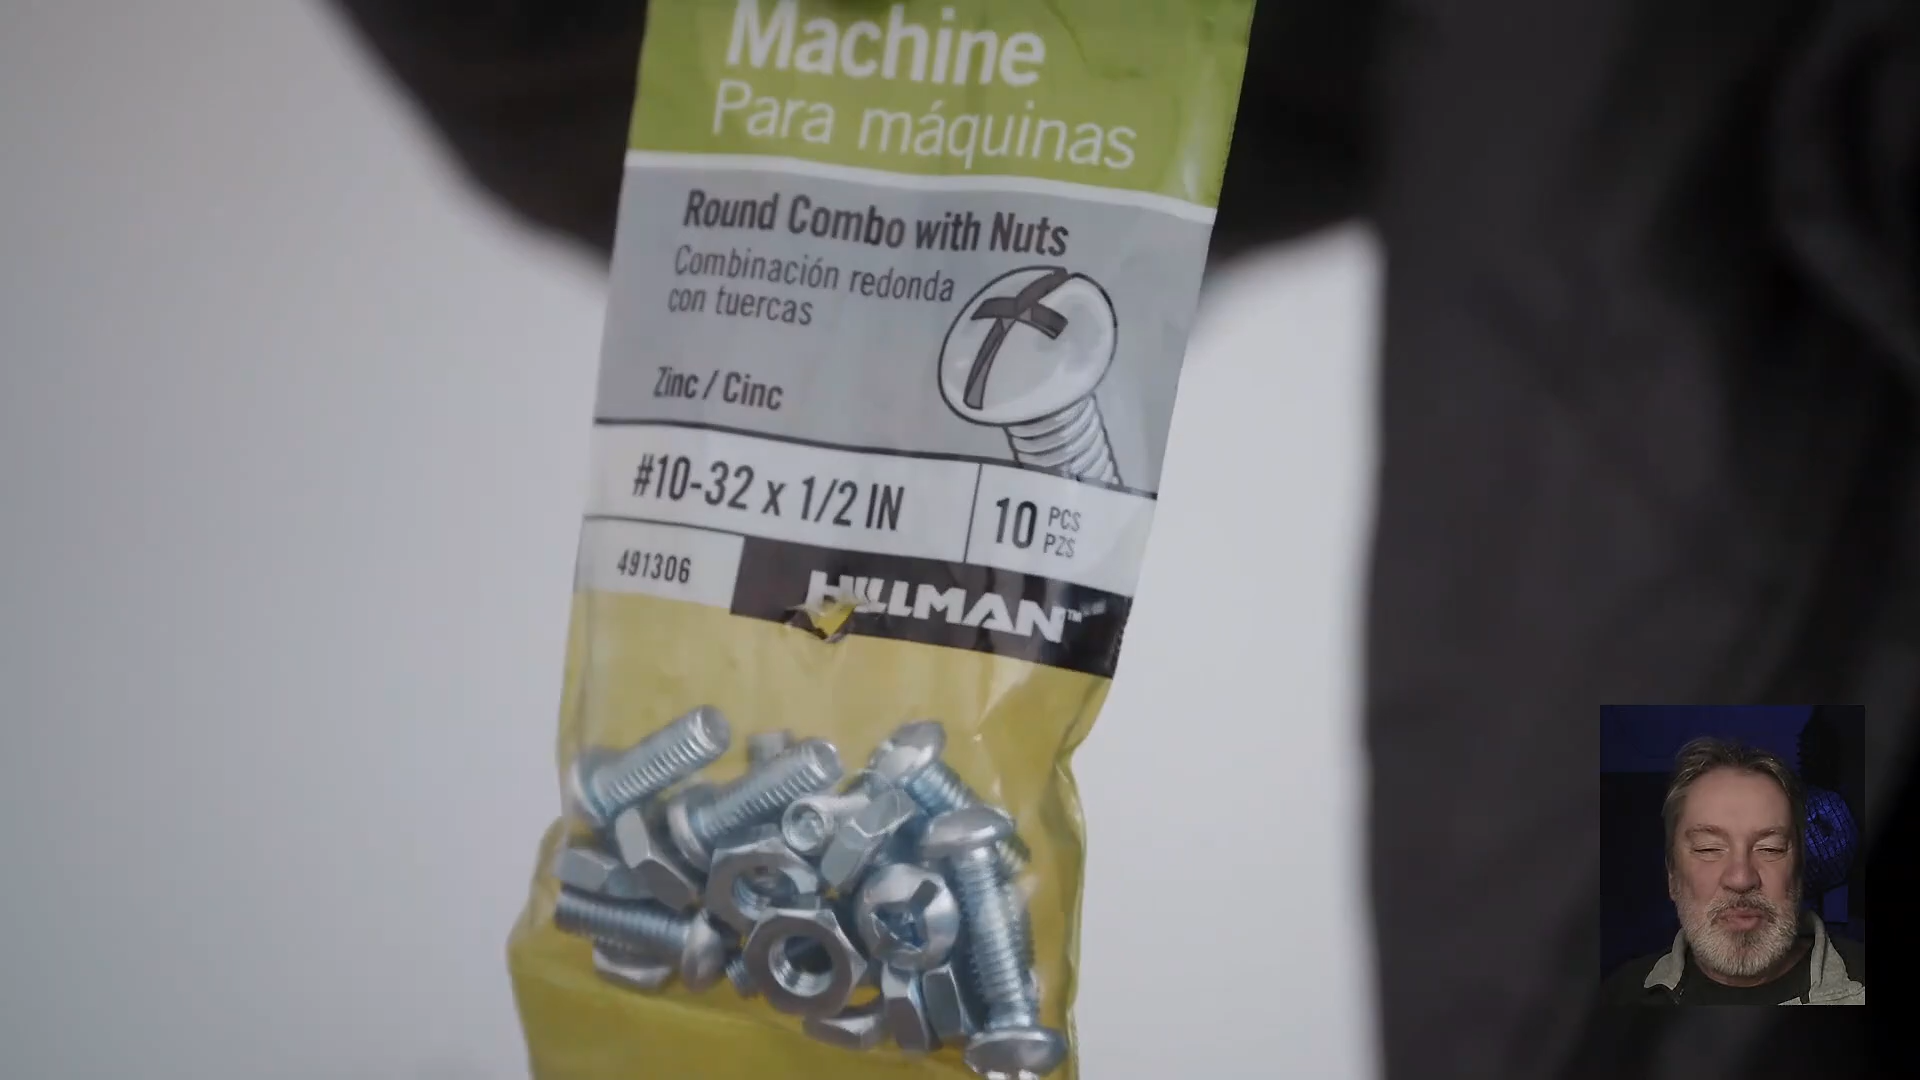 Machine
Para máquinas
Round Combo with Nuts
Combinación redonda
con tuercas
Zinc / Cinc
#10-32 x 1/2 IN
10 PCS
PZS
491306
HILLMAN™